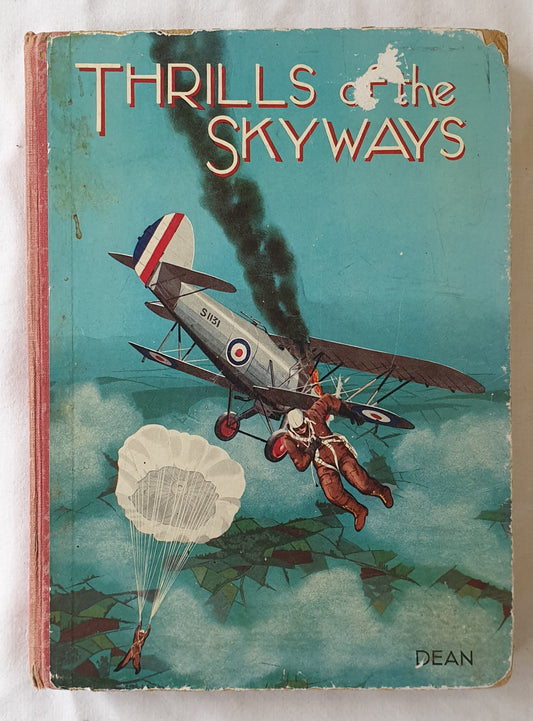 THRILLS of the
SKYWAYS
S1131
DEAN